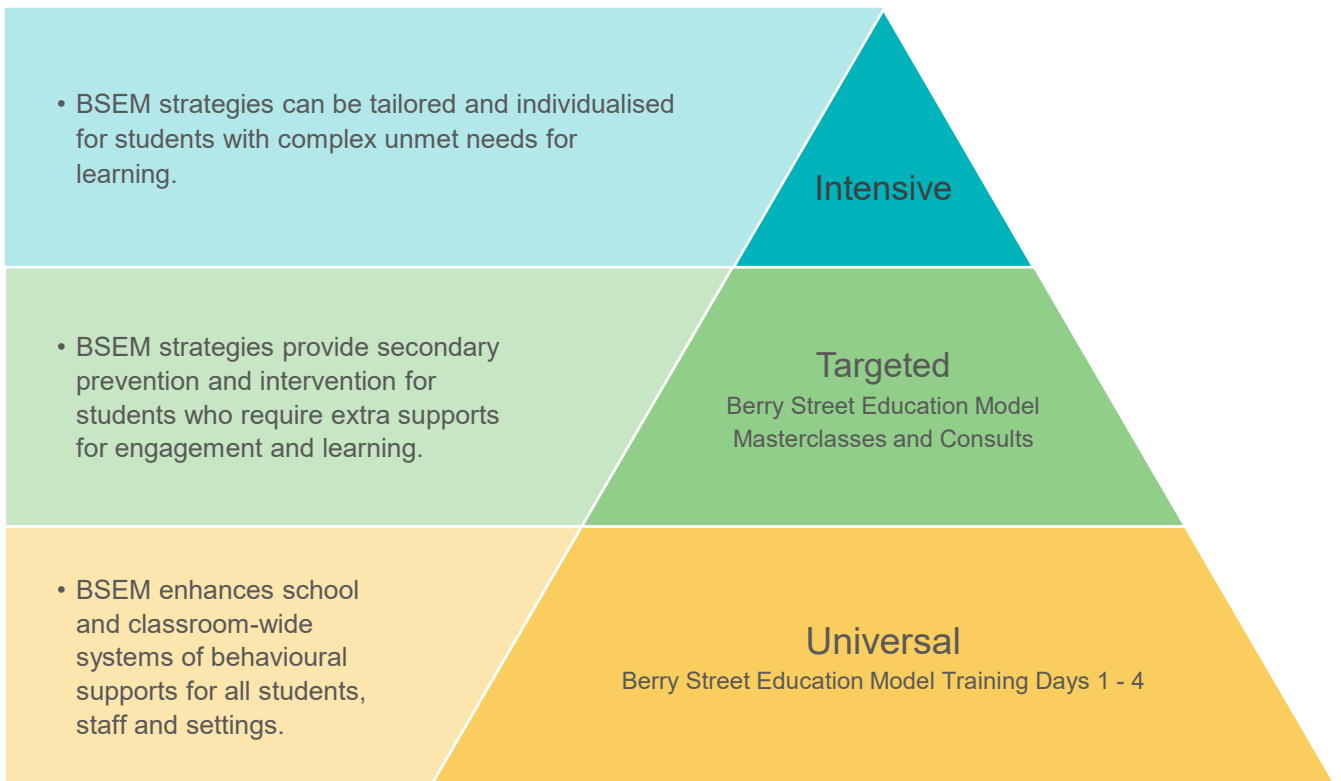 • BSEM strategies can be tailored and individualised
for students with complex unmet needs for
learning.
Intensive
• BSEM strategies provide secondary
prevention and intervention for
students who require extra supports
for engagement and learning.
Targeted
Berry Street Education Model
Masterclasses and Consults
• BSEM enhances school
and classroom-wide
systems of behavioural
supports for all students,
staff and settings.
Universal
Berry Street Education Model Training Days 1 - 4